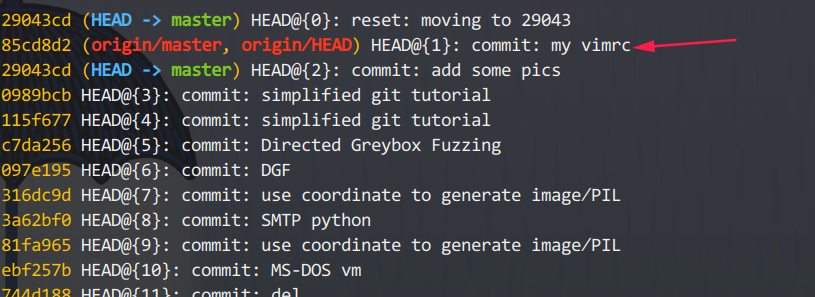 29043cd (HEAD -> master) HEAD@{0}: reset: moving to 29043
85cd8d2 (origin/master, origin/HEAD) HEAD@{1}: commit: my vimrc
29043cd (HEAD -> master) HEAD@{2}: commit: add some pics
0989bcb HEAD@{3}: commit: simplified git tutorial
115f677 HEAD@{4}: commit: simplified git tutorial
c7da256 HEAD@{5}: commit: Directed Greybox Fuzzing
097e195 HEAD@{6}: commit: DGF
316dc9d HEAD@{7}: commit: use coordinate to generate image/PIL
3a62bf0 HEAD@{8}: commit: SMTP python
81fa965 HEAD@{9}: commit: use coordinate to generate image/PIL
ebf257b HEAD@{10}: commit: MS-DOS vm
744d188 HEAD@{11}: commit: del